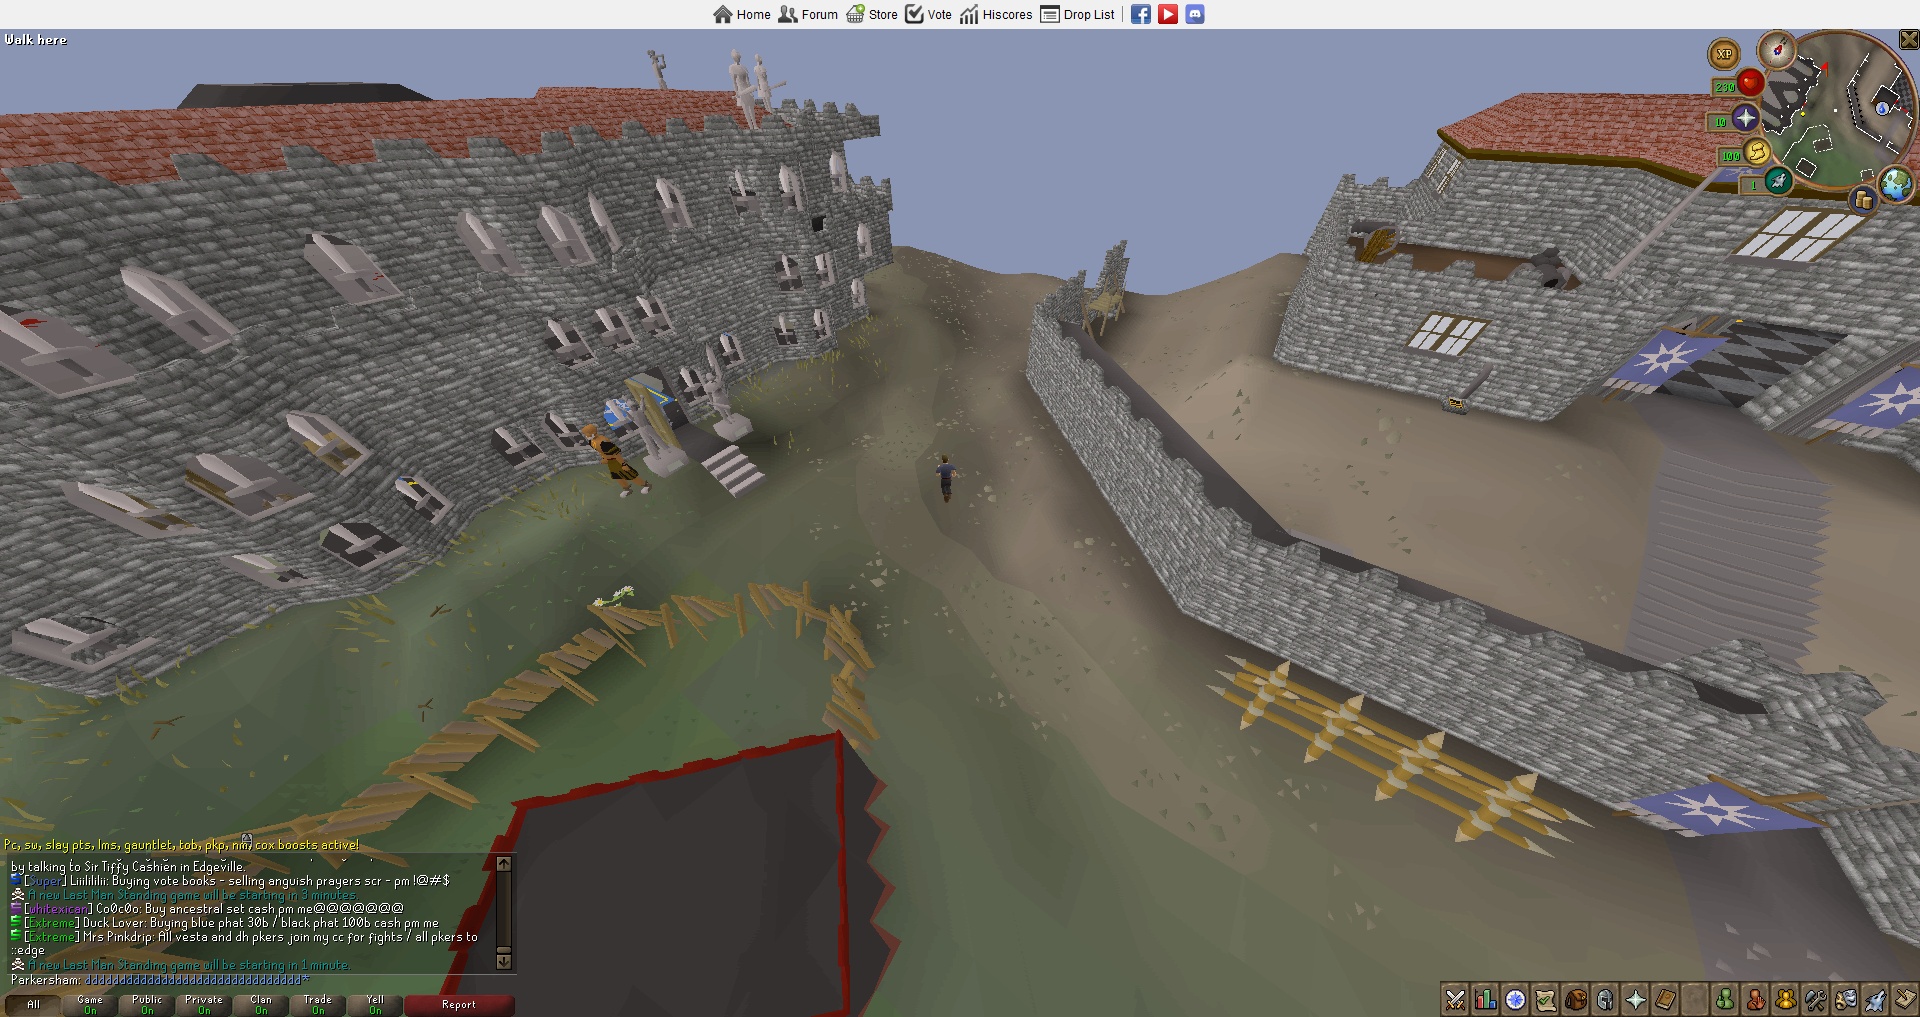 Home Forum Store Vote Hiscores Drop List
Walk here
XP
230
10
100
1
Pc, sw, slay pts, lms, gauntlet, tob, pkp, nm, cox boosts active!
by talking to Sir Tiffy Cashien in Edgeville.
[Super] Liiililiii: Buying vote books - selling anguish prayers scr - pm !@#$
A new Last Man Standing game will be starting in 3 minutes.
[whitexican] Co0c0o: Buy ancestral set cash pm me@@@@@@@
[Extreme] Duck Lover: Buying blue phat 30b / black phat 100b cash pm me
[Extreme] Mrs Pinkdrip: All vesta and dh pkers join my cc for fights / all pkers to
::edge
A new Last Man Standing game will be starting in 1 minute.
Parkersham:
All Game Public Private Clan Trade Yell Report
On On On On On On